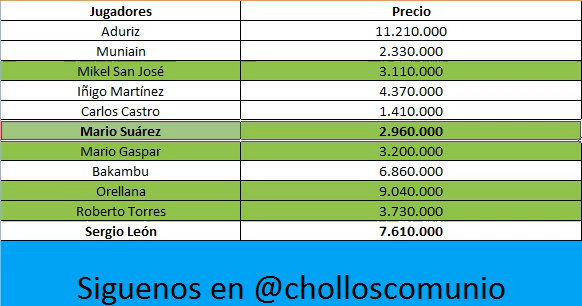 Jugadores Precio
Aduriz 11.210.000
Muniain 2.330.000
Mikel San José 3.110.000
Iñigo Martínez 4.370.000
Carlos Castro 1.410.000
Mario Suárez 2.960.000
Mario Gaspar 3.200.000
Bakambu 6.860.000
Orellana 9.040.000
Roberto Torres 3.730.000
Sergio León 7.610.000
Siguenos en @cholloscomunio